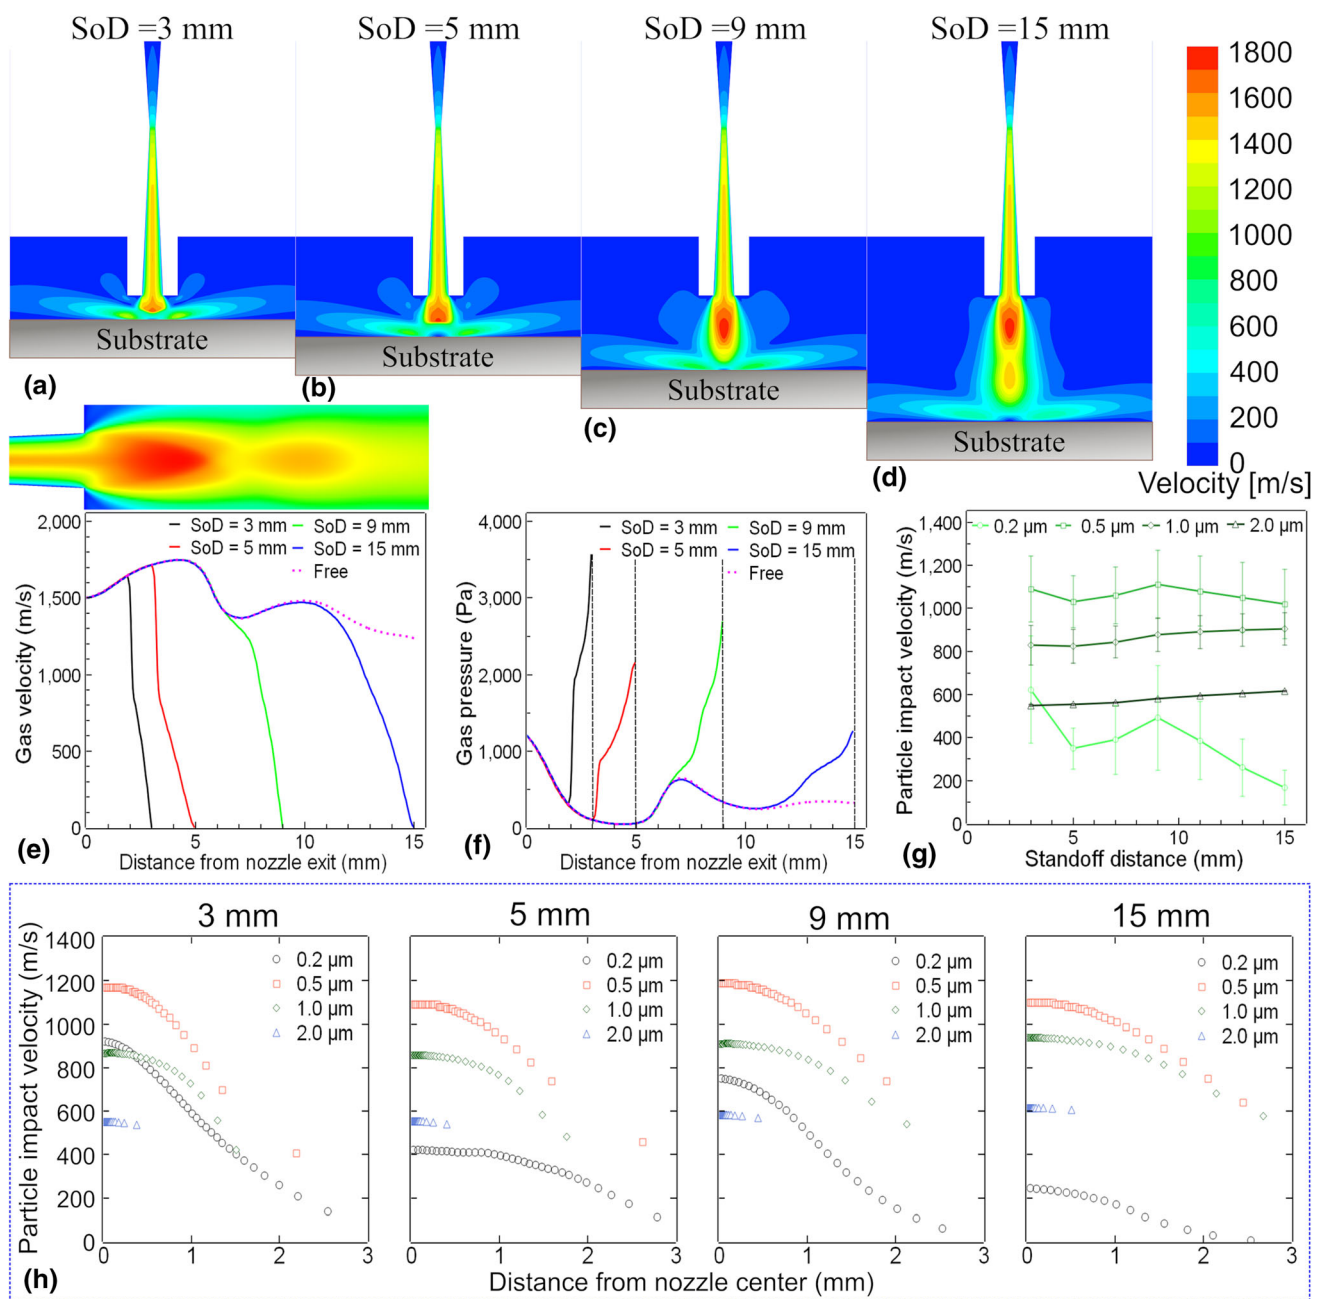 SoD =3 mm
SoD =5 mm
SoD =9 mm
SoD =15 mm
1800
1600
1400
1200
1000
800
600
400
200
0
Velocity [m/s]
Substrate
(a)
Substrate
(b)
Substrate
(c)
Substrate
(d)
2,000
1,500
1,000
500
0
Gas velocity (m/s)
SoD = 3 mm
SoD = 9 mm
SoD = 5 mm
SoD = 15 mm
Free
0 5 10 15
Distance from nozzle exit (mm)
(e)
4,000
3,000
2,000
1,000
0
Gas pressure (Pa)
SoD = 3 mm
SoD = 9 mm
SoD = 5 mm
SoD = 15 mm
Free
0 5 10 15
Distance from nozzle exit (mm)
(f)
1,400
1,200
1,000
800
600
400
200
0
Particle impact velocity (m/s)
0.2 µm 0.5 µm 1.0 µm 2.0 µm
0 5 10 15
Standoff distance (mm)
(g)
3 mm
5 mm
9 mm
15 mm
Particle impact velocity (m/s)
1400
1200
1000
800
600
400
200
0
0.2 µm
0.5 µm
1.0 µm
2.0 µm
0.2 µm
0.5 µm
1.0 µm
2.0 µm
0.2 µm
0.5 µm
1.0 µm
2.0 µm
0.2 µm
0.5 µm
1.0 µm
2.0 µm
0 1 2 3
0 1 2 3
0 1 2 3
0 1 2 3
(h)
Distance from nozzle center (mm)